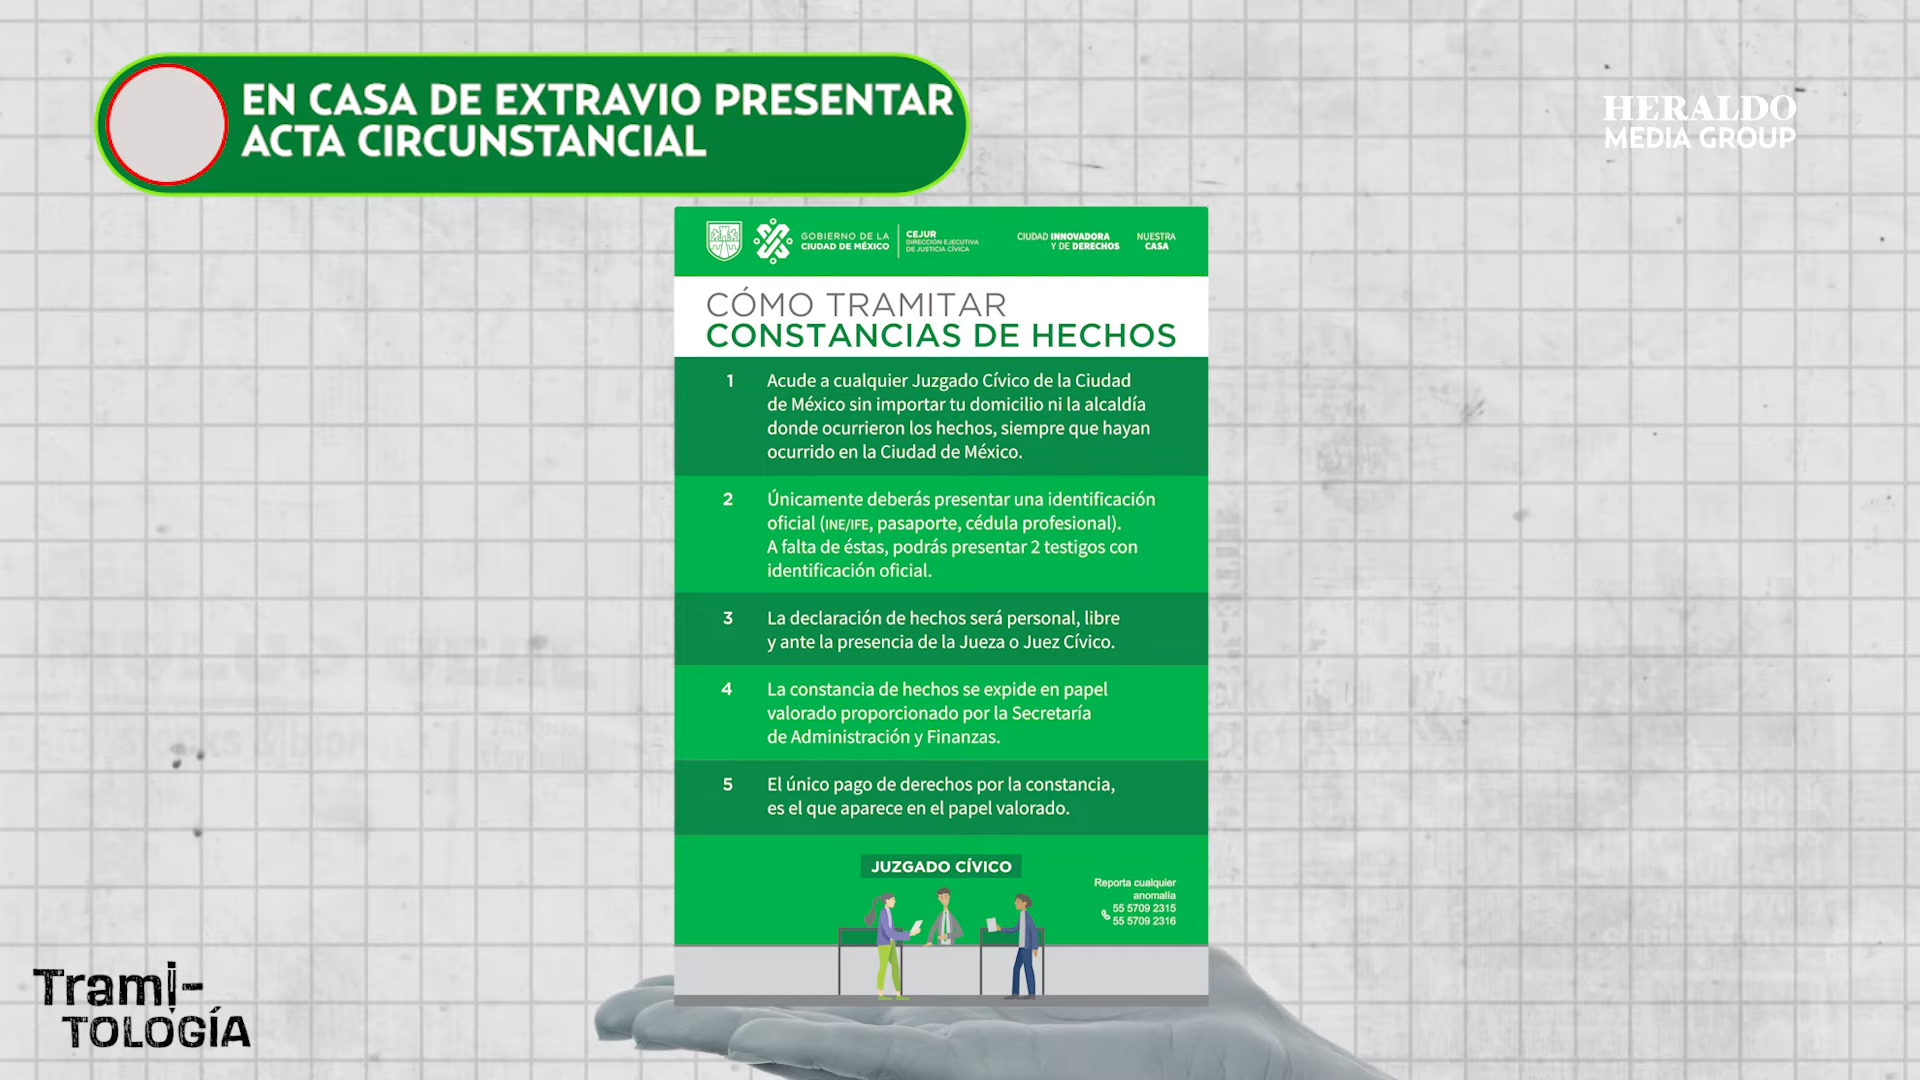 EN CASA DE EXTRAVIO PRESENTAR
ACTA CIRCUNSTANCIAL
HERALDO
MEDIA GROUP
GOBIERNO DE LA
CIUDAD DE MÉXICO
CEJUR
DIRECCIÓN EJECUTIVA
DE JUSTICIA CÍVICA
CIUDAD INNOVADORA
Y DE DERECHOS
NUESTRA
CASA
CÓMO TRAMITAR
CONSTANCIAS DE HECHOS
1 Acude a cualquier Juzgado Cívico de la Ciudad
de México sin importar tu domicilio ni la alcaldía
donde ocurrieron los hechos, siempre que hayan
ocurrido en la Ciudad de México.
2 Únicamente deberás presentar una identificación
oficial (INE/IFE, pasaporte, cédula profesional).
A falta de éstas, podrás presentar 2 testigos con
identificación oficial.
3 La declaración de hechos será personal, libre
y ante la presencia de la Jueza o Juez Cívico.
4 La constancia de hechos se expide en papel
valorado proporcionado por la Secretaría
de Administración y Finanzas.
5 El único pago de derechos por la constancia,
es el que aparece en el papel valorado.
JUZGADO CÍVICO
Reporta cualquier
anomalía
55 5709 2315
55 5709 2316
Trami-
TOLOGÍA